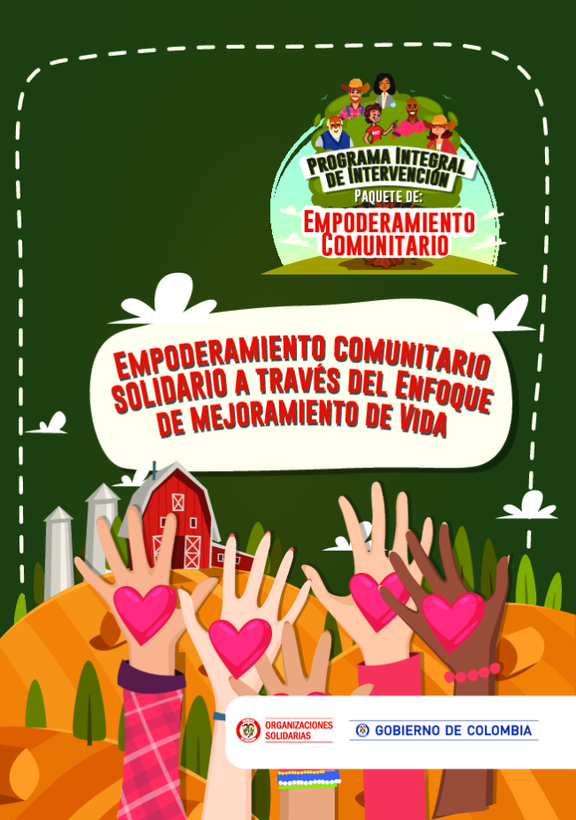 Programa Integral
de Intervención
Paquete de:
Empoderamiento
Comunitario
Empoderamiento comunitario
solidario a través del Enfoque
de mejoramiento de Vida
ORGANIZACIONES
SOLIDARIAS
GOBIERNO DE COLOMBIA